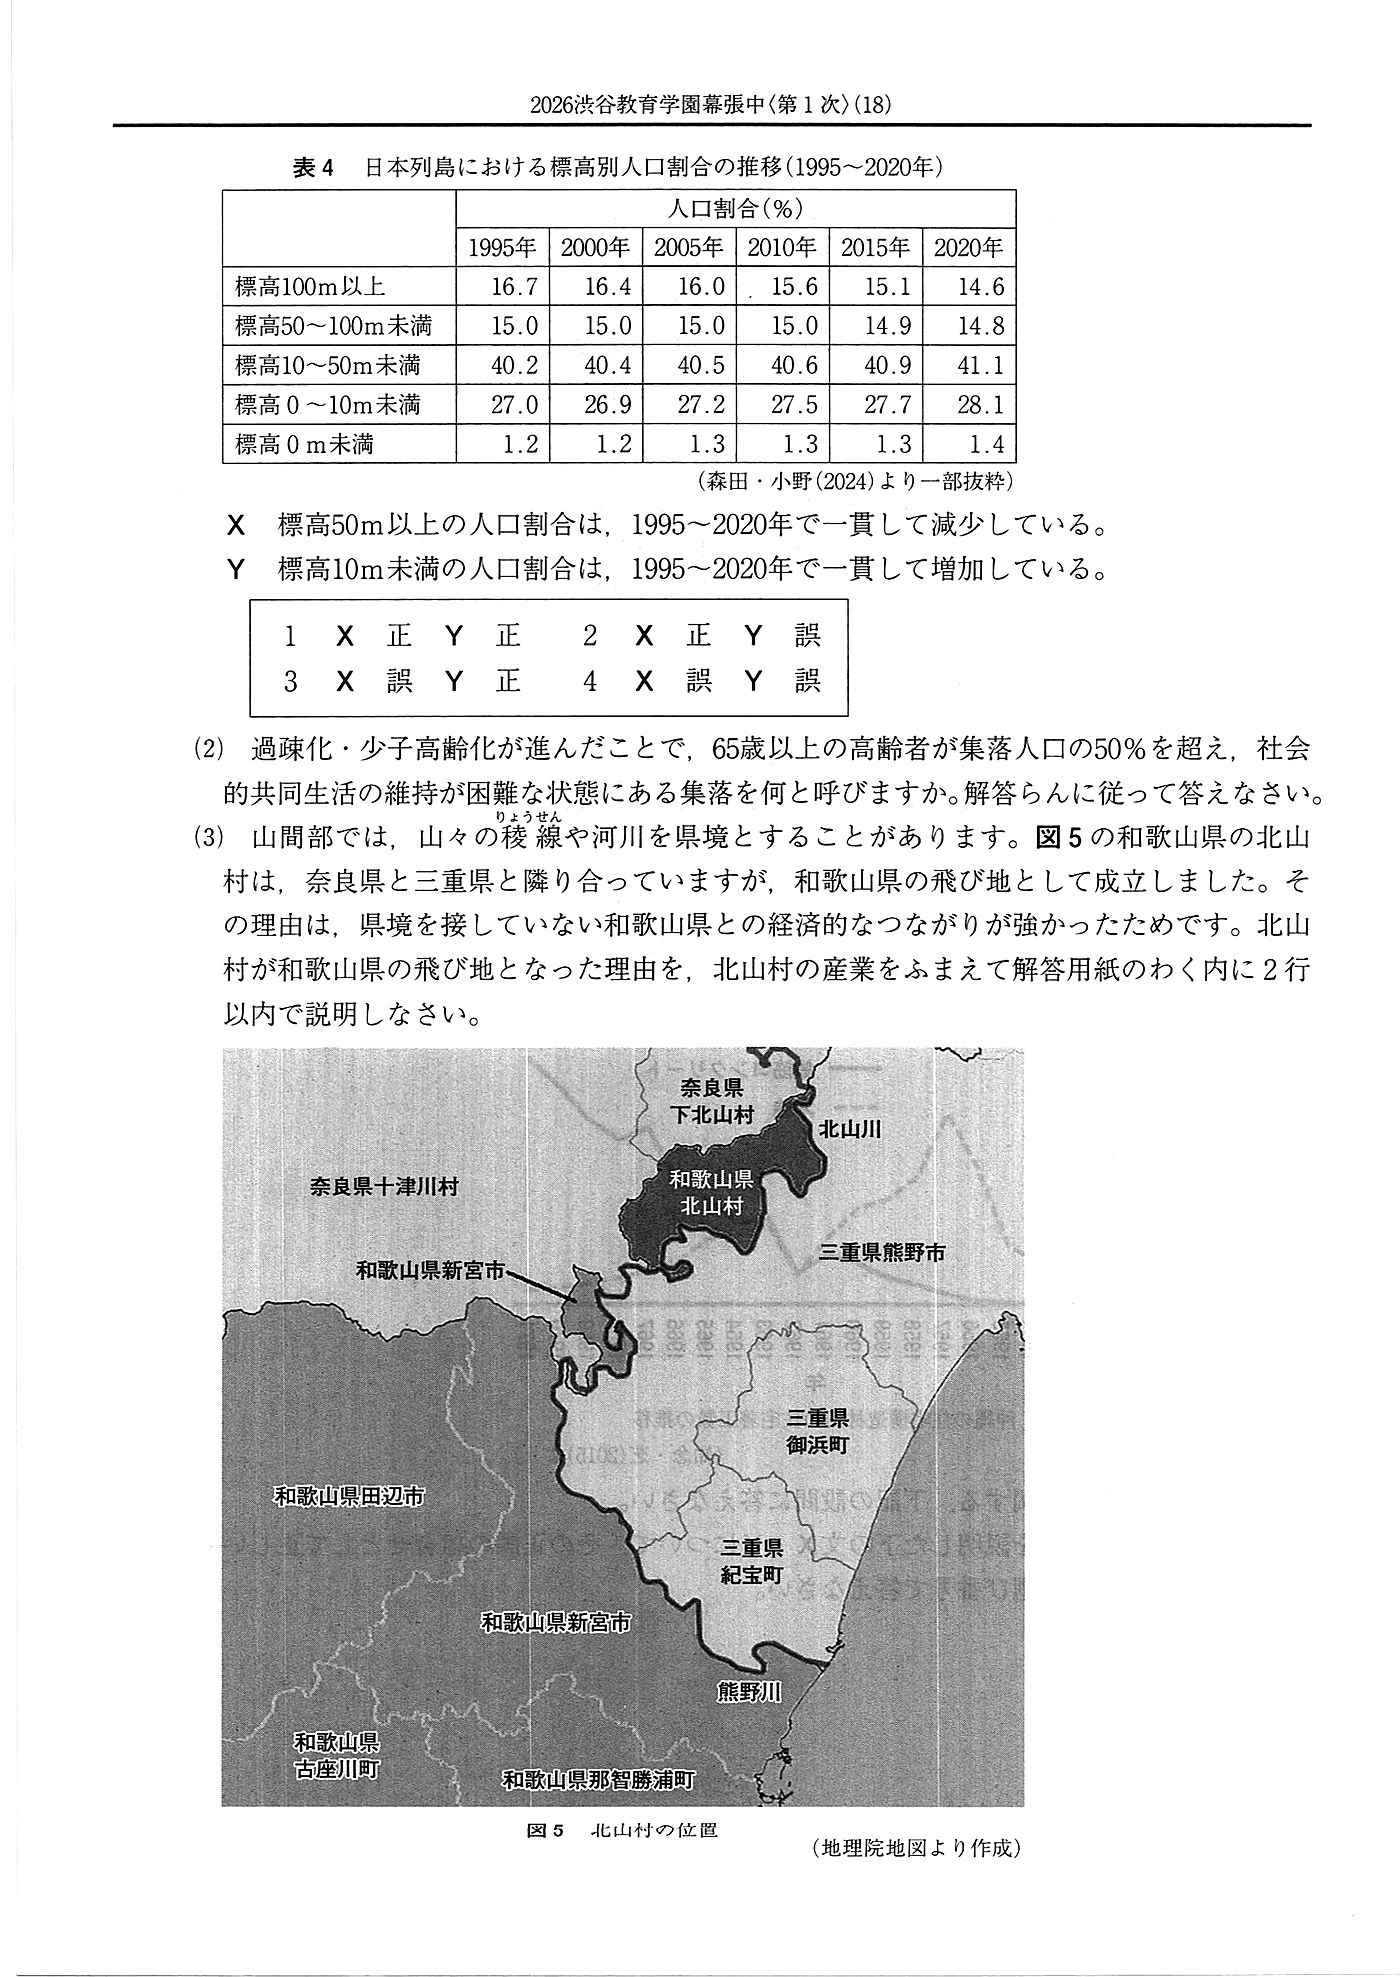 2026渋谷教育学園幕張中〈第1次〉(18)
表4 日本列島における標高別人口割合の推移(1995～2020年)
人口割合(%)
1995年 2000年 2005年 2010年 2015年 2020年
標高100m以上 16.7 16.4 16.0 15.6 15.1 14.6
標高50～100m未満 15.0 15.0 15.0 15.0 14.9 14.8
標高10～50m未満 40.2 40.4 40.5 40.6 40.9 41.1
標高0～10m未満 27.0 26.9 27.2 27.5 27.7 28.1
標高0m未満 1.2 1.2 1.3 1.3 1.3 1.4
(森田・小野(2024)より一部抜粋)
X 標高50m以上の人口割合は，1995～2020年で一貫して減少している。
Y 標高10m未満の人口割合は，1995～2020年で一貫して増加している。
1 X 正 Y 正 2 X 正 Y 誤
3 X 誤 Y 正 4 X 誤 Y 誤
(2) 過疎化・少子高齢化が進んだことで，65歳以上の高齢者が集落人口の50％を超え，社会
的共同生活の維持が困難な状態にある集落を何と呼びますか。解答らんに従って答えなさい。
りょうせん
(3) 山間部では，山々の稜線や河川を県境とすることがあります。図5の和歌山県の北山
村は，奈良県と三重県と隣り合っていますが，和歌山県の飛び地として成立しました。そ
の理由は，県境を接していない和歌山県との経済的なつながりが強かったためです。北山
村が和歌山県の飛び地となった理由を，北山村の産業をふまえて解答用紙のわく内に2行
以内で説明しなさい。
奈良県
下北山村
北山川
奈良県十津川村
和歌山県
北山村
三重県熊野市
和歌山県新宮市
三重県
御浜町
和歌山県田辺市
三重県
紀宝町
和歌山県新宮市
熊野川
和歌山県
古座川町
和歌山県那智勝浦町
図5 北山村の位置
(地理院地図より作成)